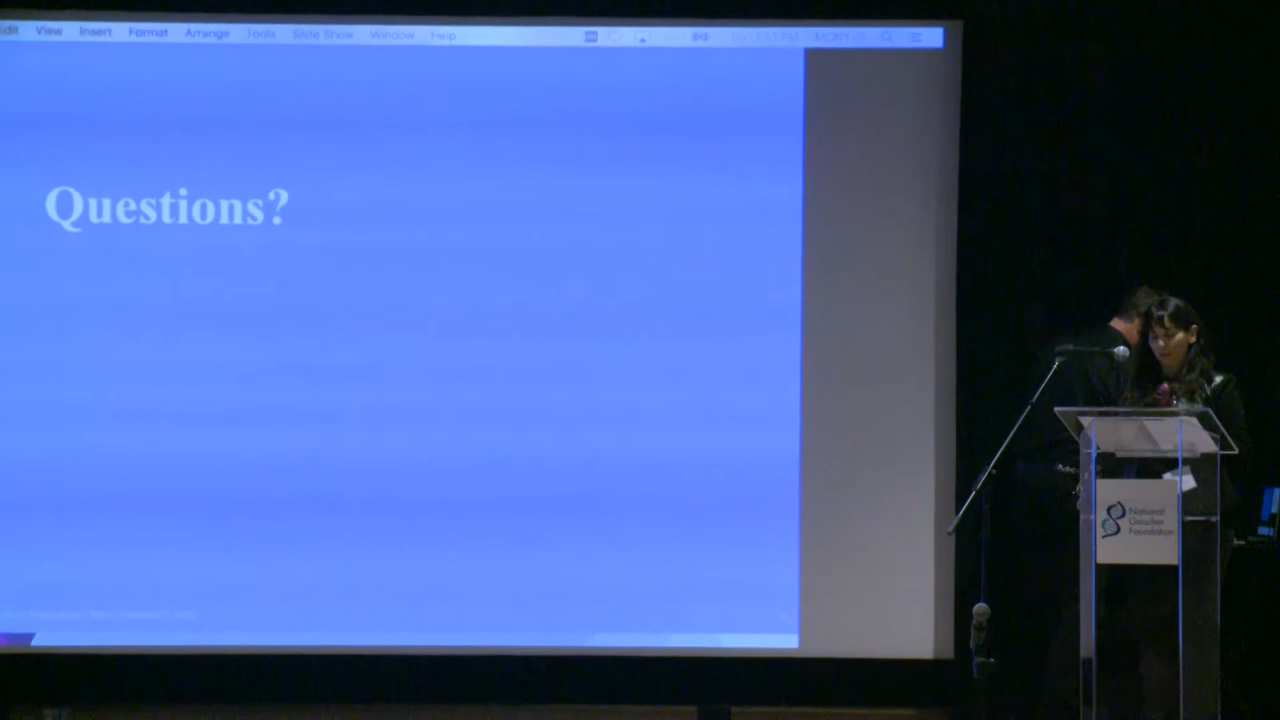 Edit View Insert Format Arrange Tools Slide Show Window Help
Questions?
National
Gaucher
Foundation